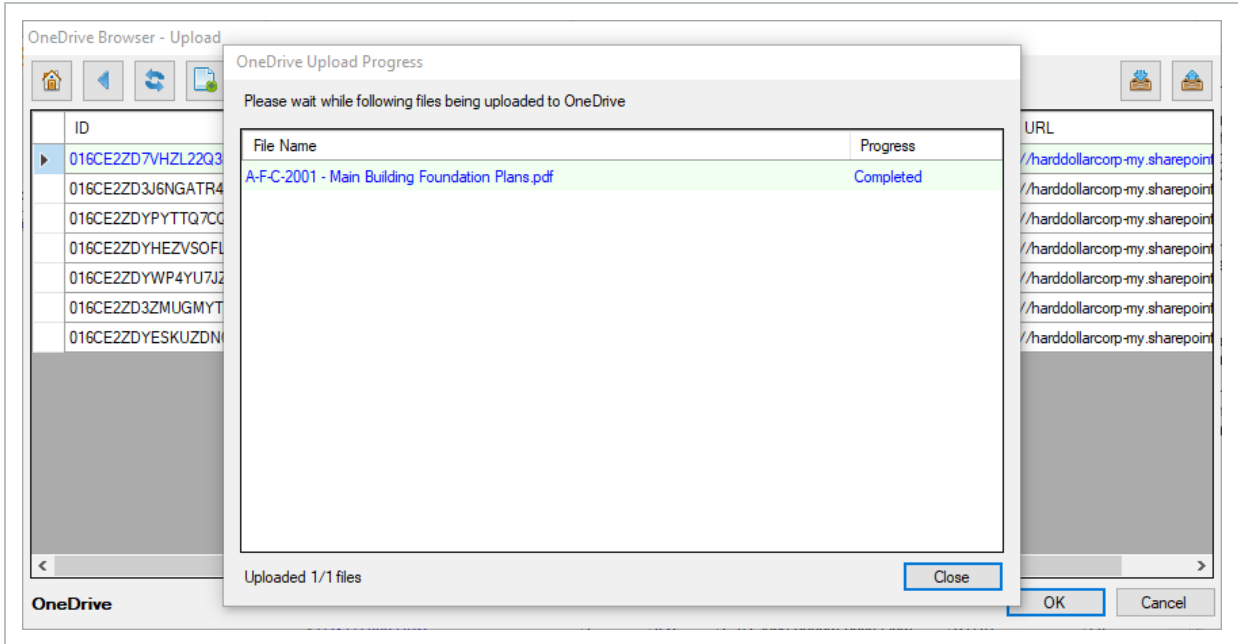 OneDrive Browser - Upload
OneDrive Upload Progress
Please wait while following files being uploaded to OneDrive
File Name Progress
A-F-C-2001 - Main Building Foundation Plans.pdf Completed
Uploaded 1/1 files
Close
ID URL
016CE2ZD7VHZL22Q3 //harddollarcorp-my.sharepoint
016CE2ZD3J6NGATR4 //harddollarcorp-my.sharepoint
016CE2ZDYPYTTQ7CQ //harddollarcorp-my.sharepoint
016CE2ZDYHEZVSOFL //harddollarcorp-my.sharepoint
016CE2ZDYWP4YU7JZ //harddollarcorp-my.sharepoint
016CE2ZD3ZMUGMYT //harddollarcorp-my.sharepoint
016CE2ZDYESKUZDN //harddollarcorp-my.sharepoint
OneDrive
OK Cancel